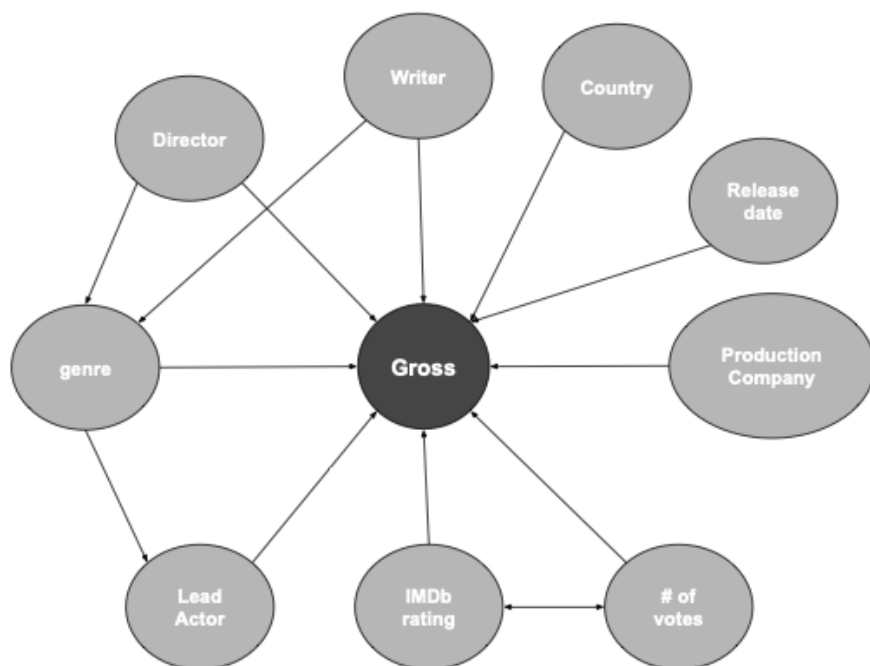 Writer
Country
Director
Release
date
Production
Company
genre
Gross
Lead
Actor
IMDb
rating
# of
votes